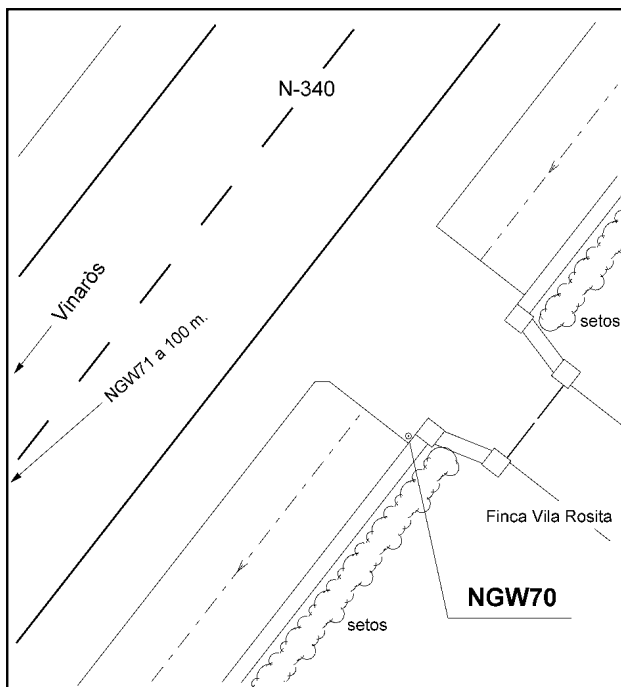 N-340
Vinaròs
NGW71 a 100 m.
setos
Finca Vila Rosita
NGW70
setos